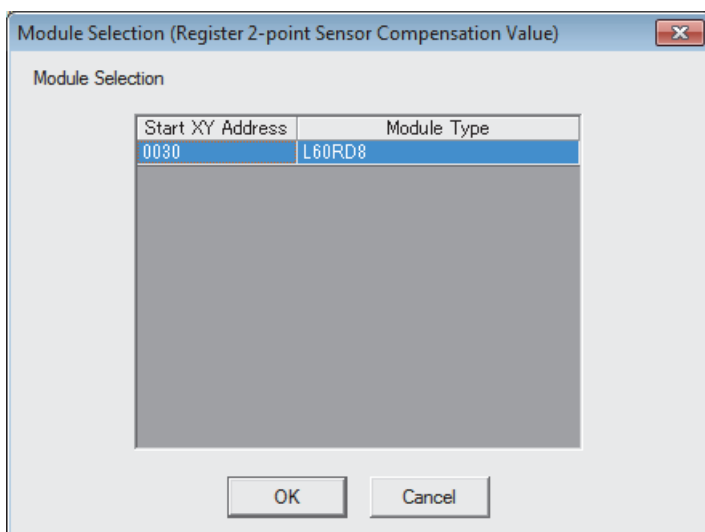 Module Selection (Register 2-point Sensor Compensation Value)
Module Selection
Start XY Address Module Type
0030 L60RD8
OK Cancel